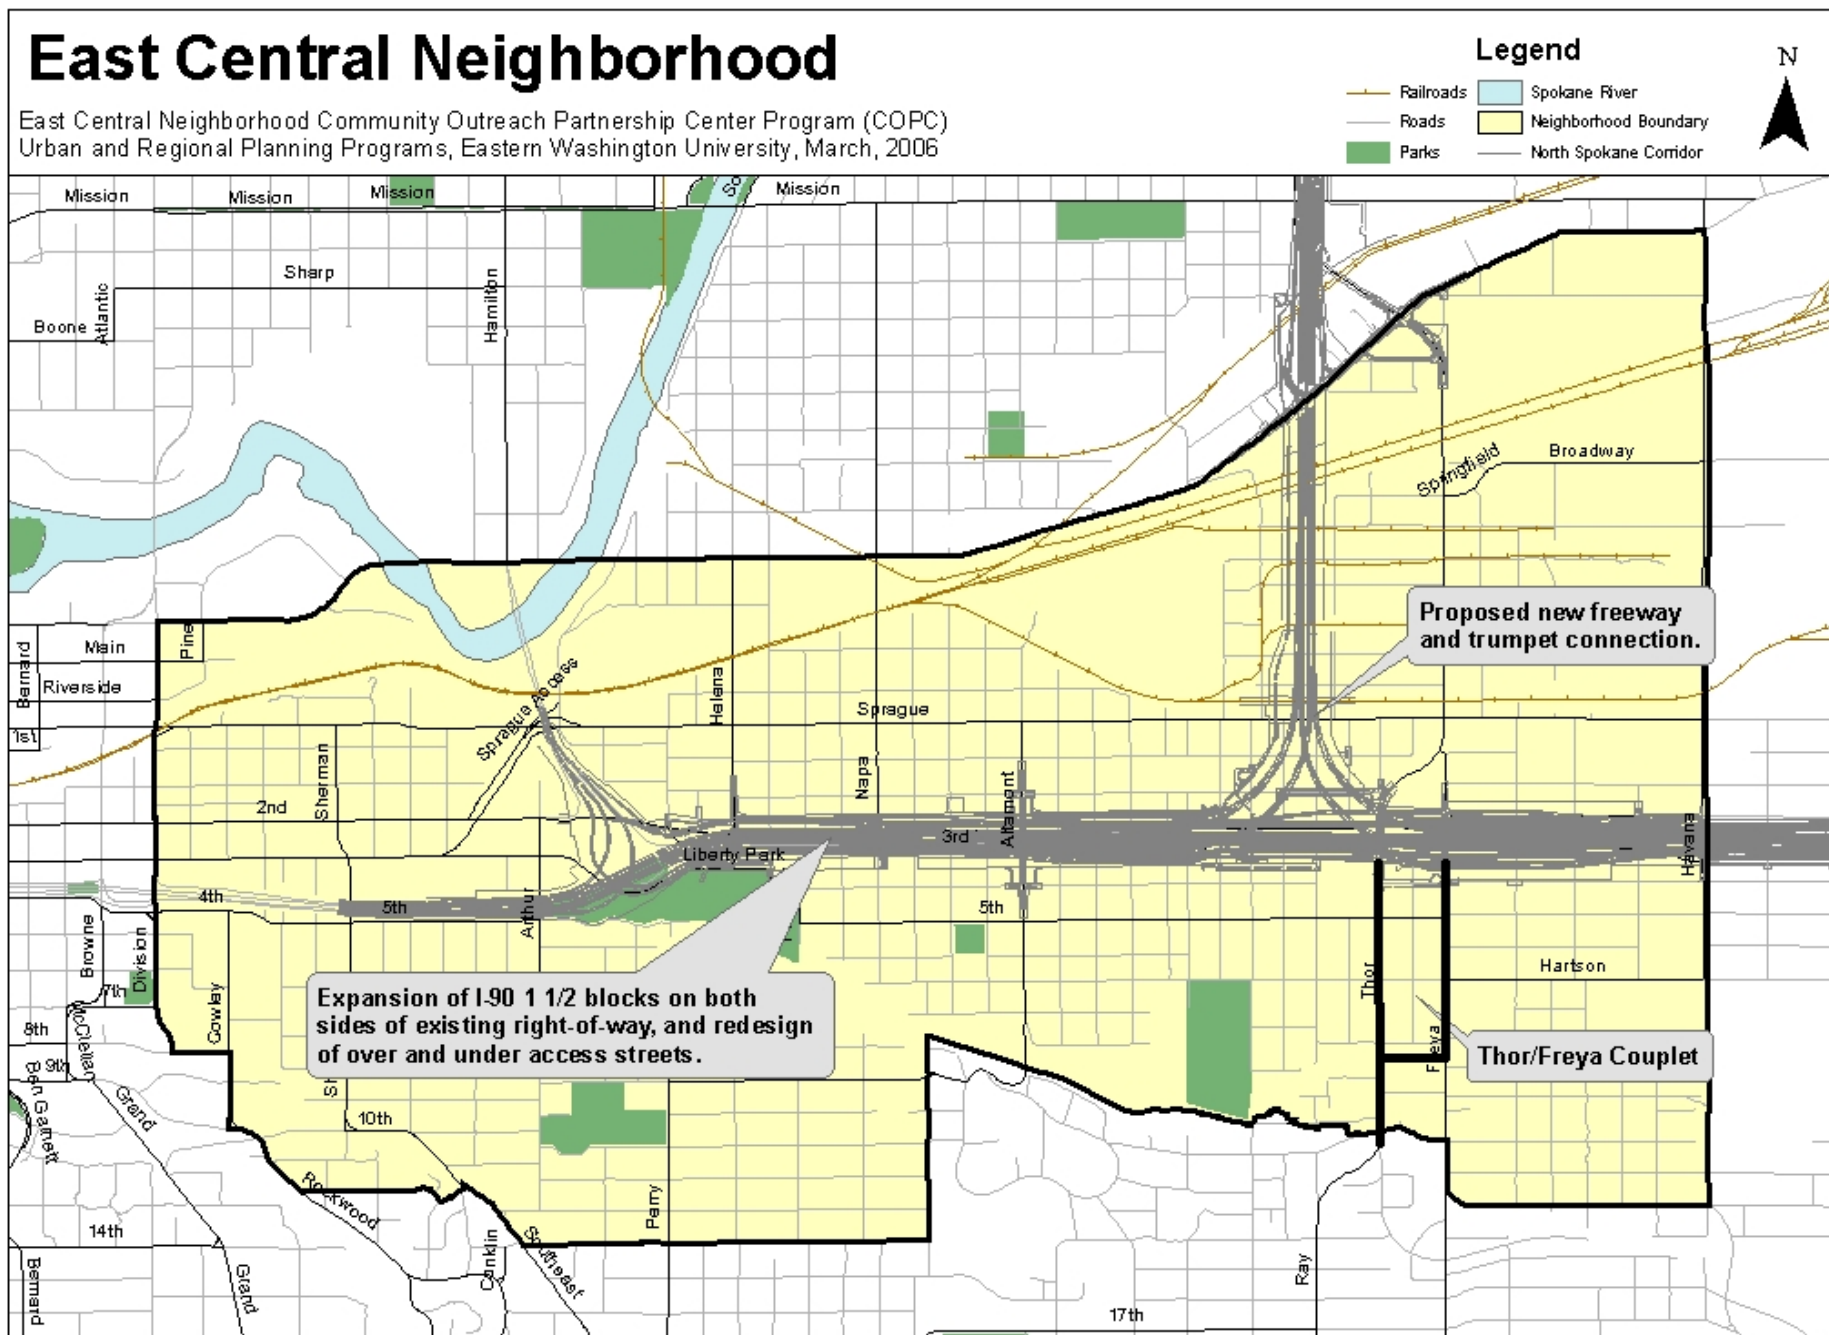 East Central Neighborhood
East Central Neighborhood Community Outreach Partnership Center Program (COPC)
Urban and Regional Planning Programs, Eastern Washington University, March, 2006
Legend
Railroads
Roads
Parks
Spokane River
Neighborhood Boundary
North Spokane Corridor
N
Mission
Mission
Mission
Mission
Sharp
Atlantic
Boone
Hamilton
Springfield
Broadway
Proposed new freeway
and trumpet connection.
Bernard
Main
Pine
Riverside
1st
Sprague Access
Helena
Sprague
Sherman
2nd
Napa
Altamont
3rd
Liberty Park
Havana
4th
5th
Arthur
5th
Browne
Division
7th
Cowley
8th
McClellan
9th
Ben Garnett
Grand
Expansion of I-90 1 1/2 blocks on both
sides of existing right-of-way, and redesign
of over and under access streets.
Thor
Hartson
Freya
Thor/Freya Couplet
Sh
10th
Rockwood
Perry
14th
Conklin
Southeast
Bernard
Grand
Ray
17th